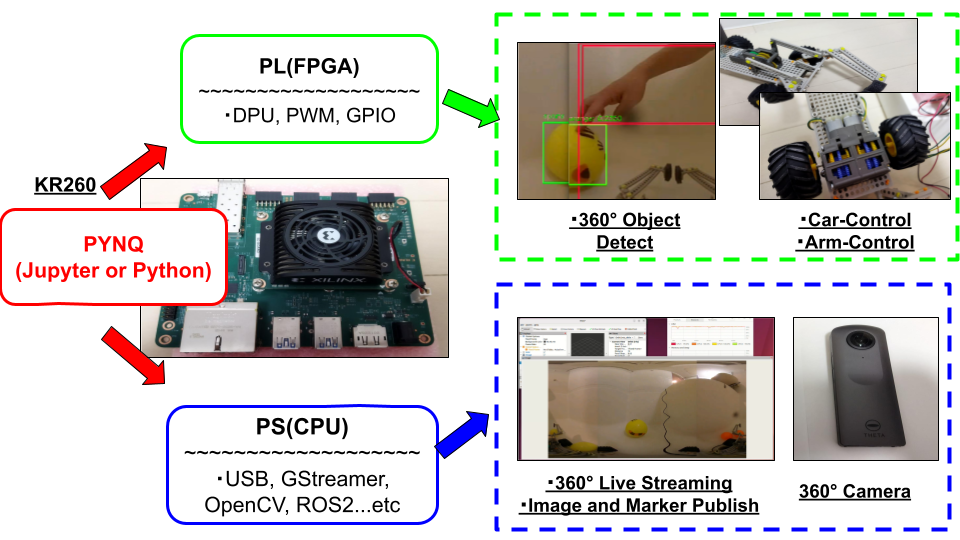 PL(FPGA)
~~~~~~~~~~~~~~~~~~~
・DPU, PWM, GPIO
KR260
PYNQ
(Jupyter or Python)
XILINX
PS(CPU)
~~~~~~~~~~~~~~~~~~~~
・USB, GStreamer,
OpenCV, ROS2...etc
・360° Object
Detect
・Car-Control
・Arm-Control
・360° Live Streaming
・Image and Marker Publish
THETA
360° Camera